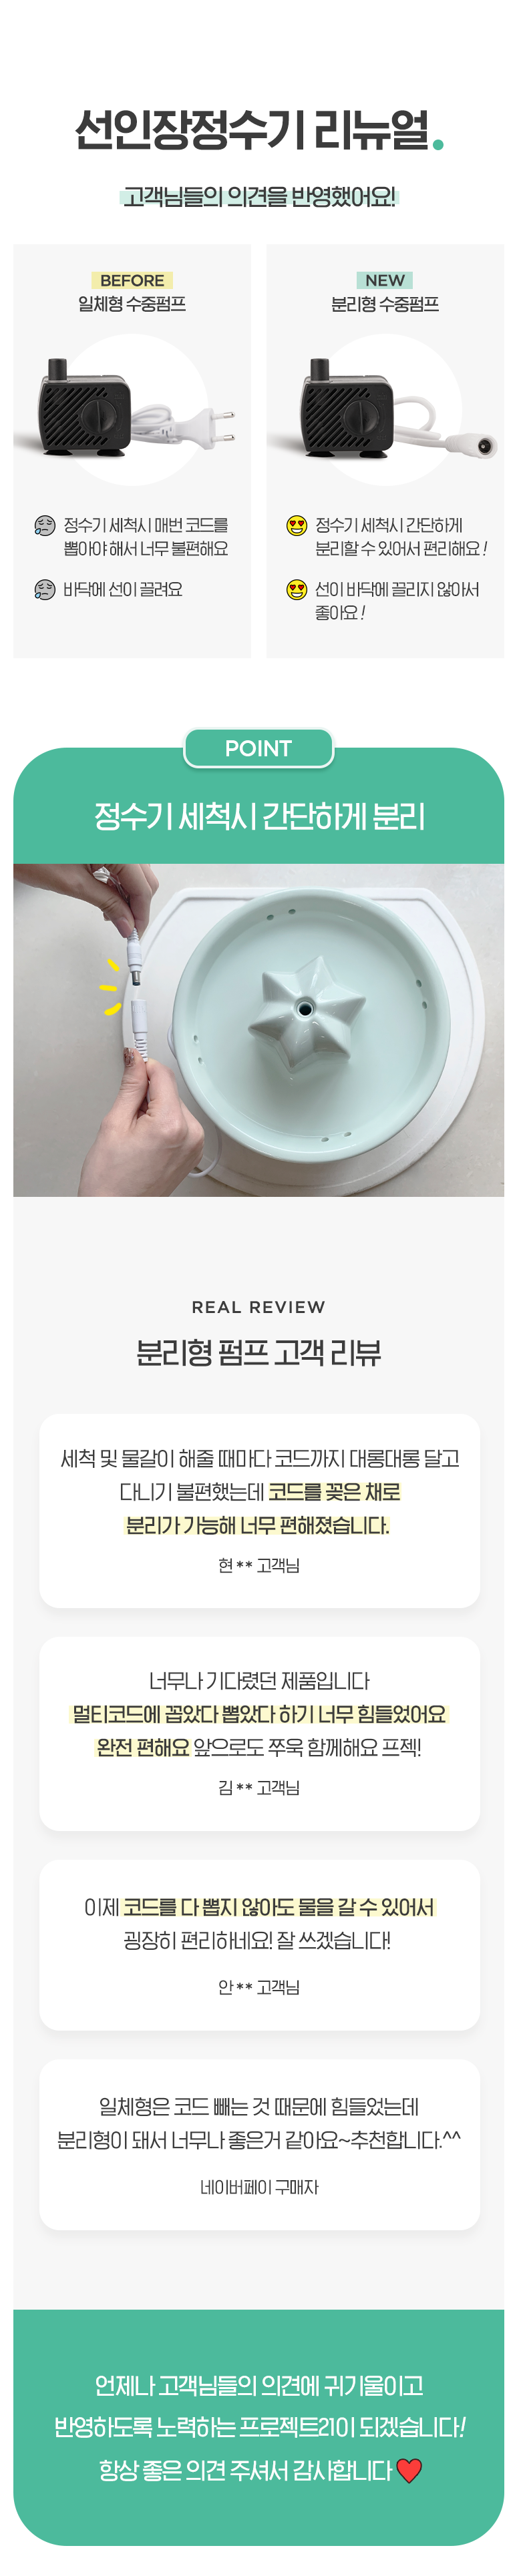 선인장정수기 리뉴얼.
고객님들의 의견을 반영했어요!
BEFORE
일체형 수중펌프
정수기 세척시 매번 코드를
뽑아야 해서 너무 불편해요
바닥에 선이 끌려요
NEW
분리형 수중펌프
정수기 세척시 간단하게
분리할 수 있어서 편리해요!
선이 바닥에 끌리지 않아서
좋아요!
POINT
정수기 세척시 간단하게 분리
REAL REVIEW
분리형 펌프 고객 리뷰
세척 및 물갈이 해줄 때마다 코드까지 대롱대롱 달고
다니기 불편했는데 코드를 꽂은 채로
분리가 가능해 너무 편해졌습니다.
현 ** 고객님
너무나 기다렸던 제품입니다
멀티코드에 꼽았다 뽑았다 하기 너무 힘들었어요
완전 편해요 앞으로도 쭈욱 함께해요 프젝!
김 ** 고객님
이제 코드를 다 뽑지 않아도 물을 갈 수 있어서
굉장히 편리하네요! 잘 쓰겠습니다!
안 ** 고객님
일체형은 코드 빼는 것 때문에 힘들었는데
분리형이 돼서 너무나 좋은거 같아요~추천합니다.^^
네이버페이 구매자
언제나 고객님들의 의견에 귀기울이고
반영하도록 노력하는 프로젝트21이 되겠습니다!
항상 좋은 의견 주셔서 감사합니다